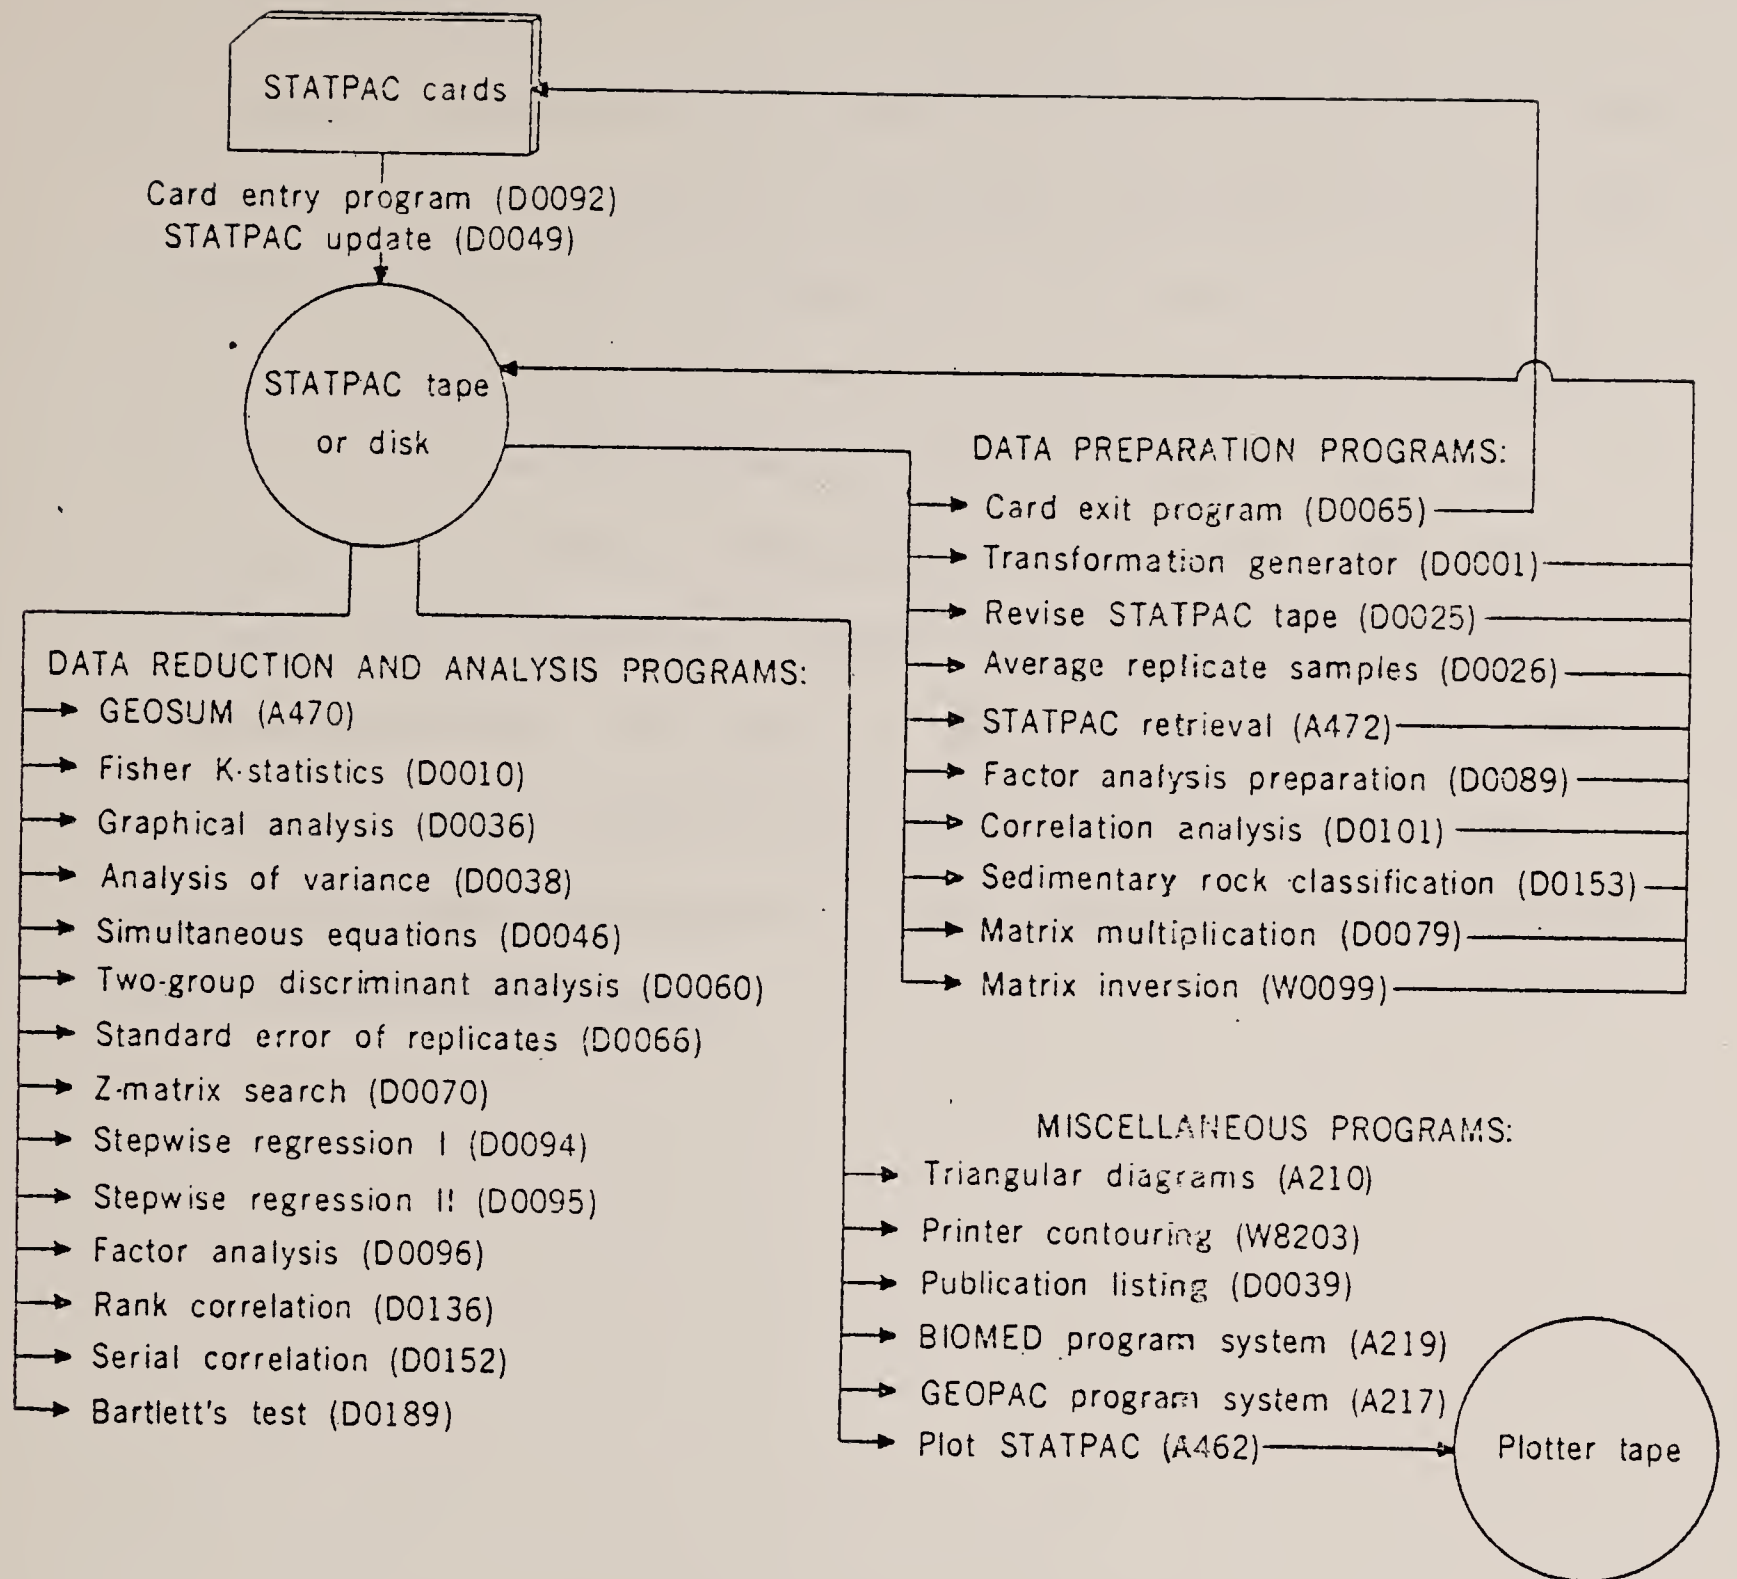 STATPAC cards
Card entry program (D0092)
STATPAC update (D0049)
STATPAC tape
or disk
DATA PREPARATION PROGRAMS:
Card exit program (D0065)
Transformation generator (D0001)
Revise STATPAC tape (D0025)
Average replicate samples (D0026)
STATPAC retrieval (A472)
Factor analysis preparation (D0089)
Correlation analysis (D0101)
Sedimentary rock classification (D0153)
Matrix multiplication (D0079)
Matrix inversion (W0099)
DATA REDUCTION AND ANALYSIS PROGRAMS:
GEOSUM (A470)
Fisher K-statistics (D0010)
Graphical analysis (D0036)
Analysis of variance (D0038)
Simultaneous equations (D0046)
Two-group discriminant analysis (D0060)
Standard error of replicates (D0066)
Z-matrix search (D0070)
Stepwise regression I (D0094)
Stepwise regression II (D0095)
Factor analysis (D0096)
Rank correlation (D0136)
Serial correlation (D0152)
Bartlett's test (D0189)
MISCELLANEOUS PROGRAMS:
Triangular diagrams (A210)
Printer contouring (W8203)
Publication listing (D0039)
BIOMED program system (A219)
GEOPAC program system (A217)
Plot STATPAC (A462)
Plotter tape